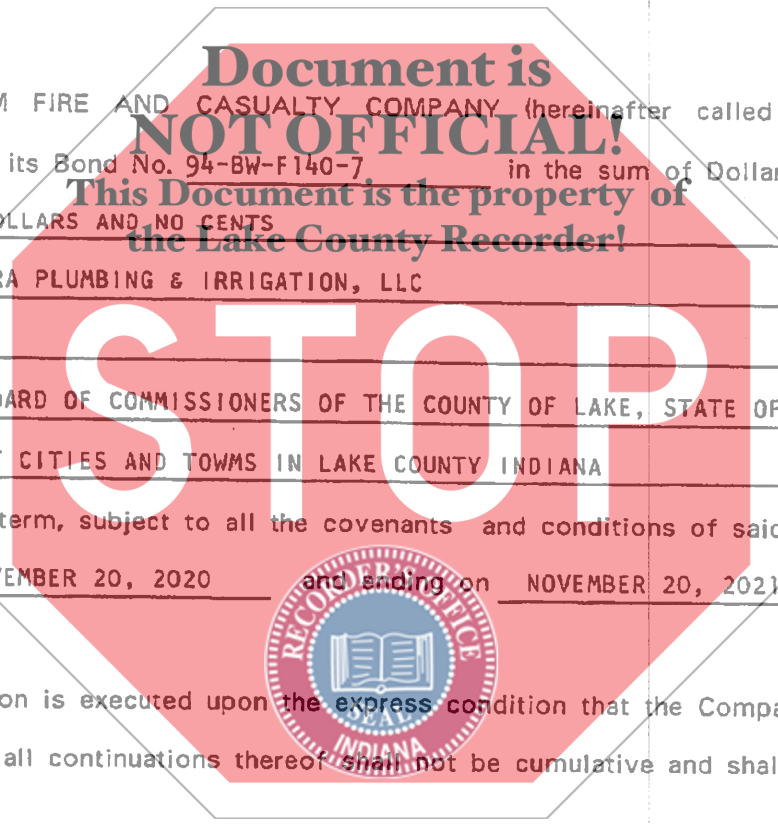 Document is
M FIRE AND CASUALTY COMPANY (hereinafter called
NOT OFFICIAL!
its Bond No. 94-BW-F140-7 in the sum of Dollar
This Document is the property of
OLLARS AND NO CENTS
the Lake County Recorder!
RA PLUMBING & IRRIGATION, LLC
STOP
ARD OF COMMISSIONERS OF THE COUNTY OF LAKE, STATE OF
CITIES AND TOWMS IN LAKE COUNTY INDIANA
term, subject to all the covenants and conditions of said
EMBER 20, 2020 and ending on NOVEMBER 20, 2021
RECORDER'S OFFICE
on is executed upon the express condition that the Compa
SEAL
INDIANA
all continuations thereof shall not be cumulative and shal